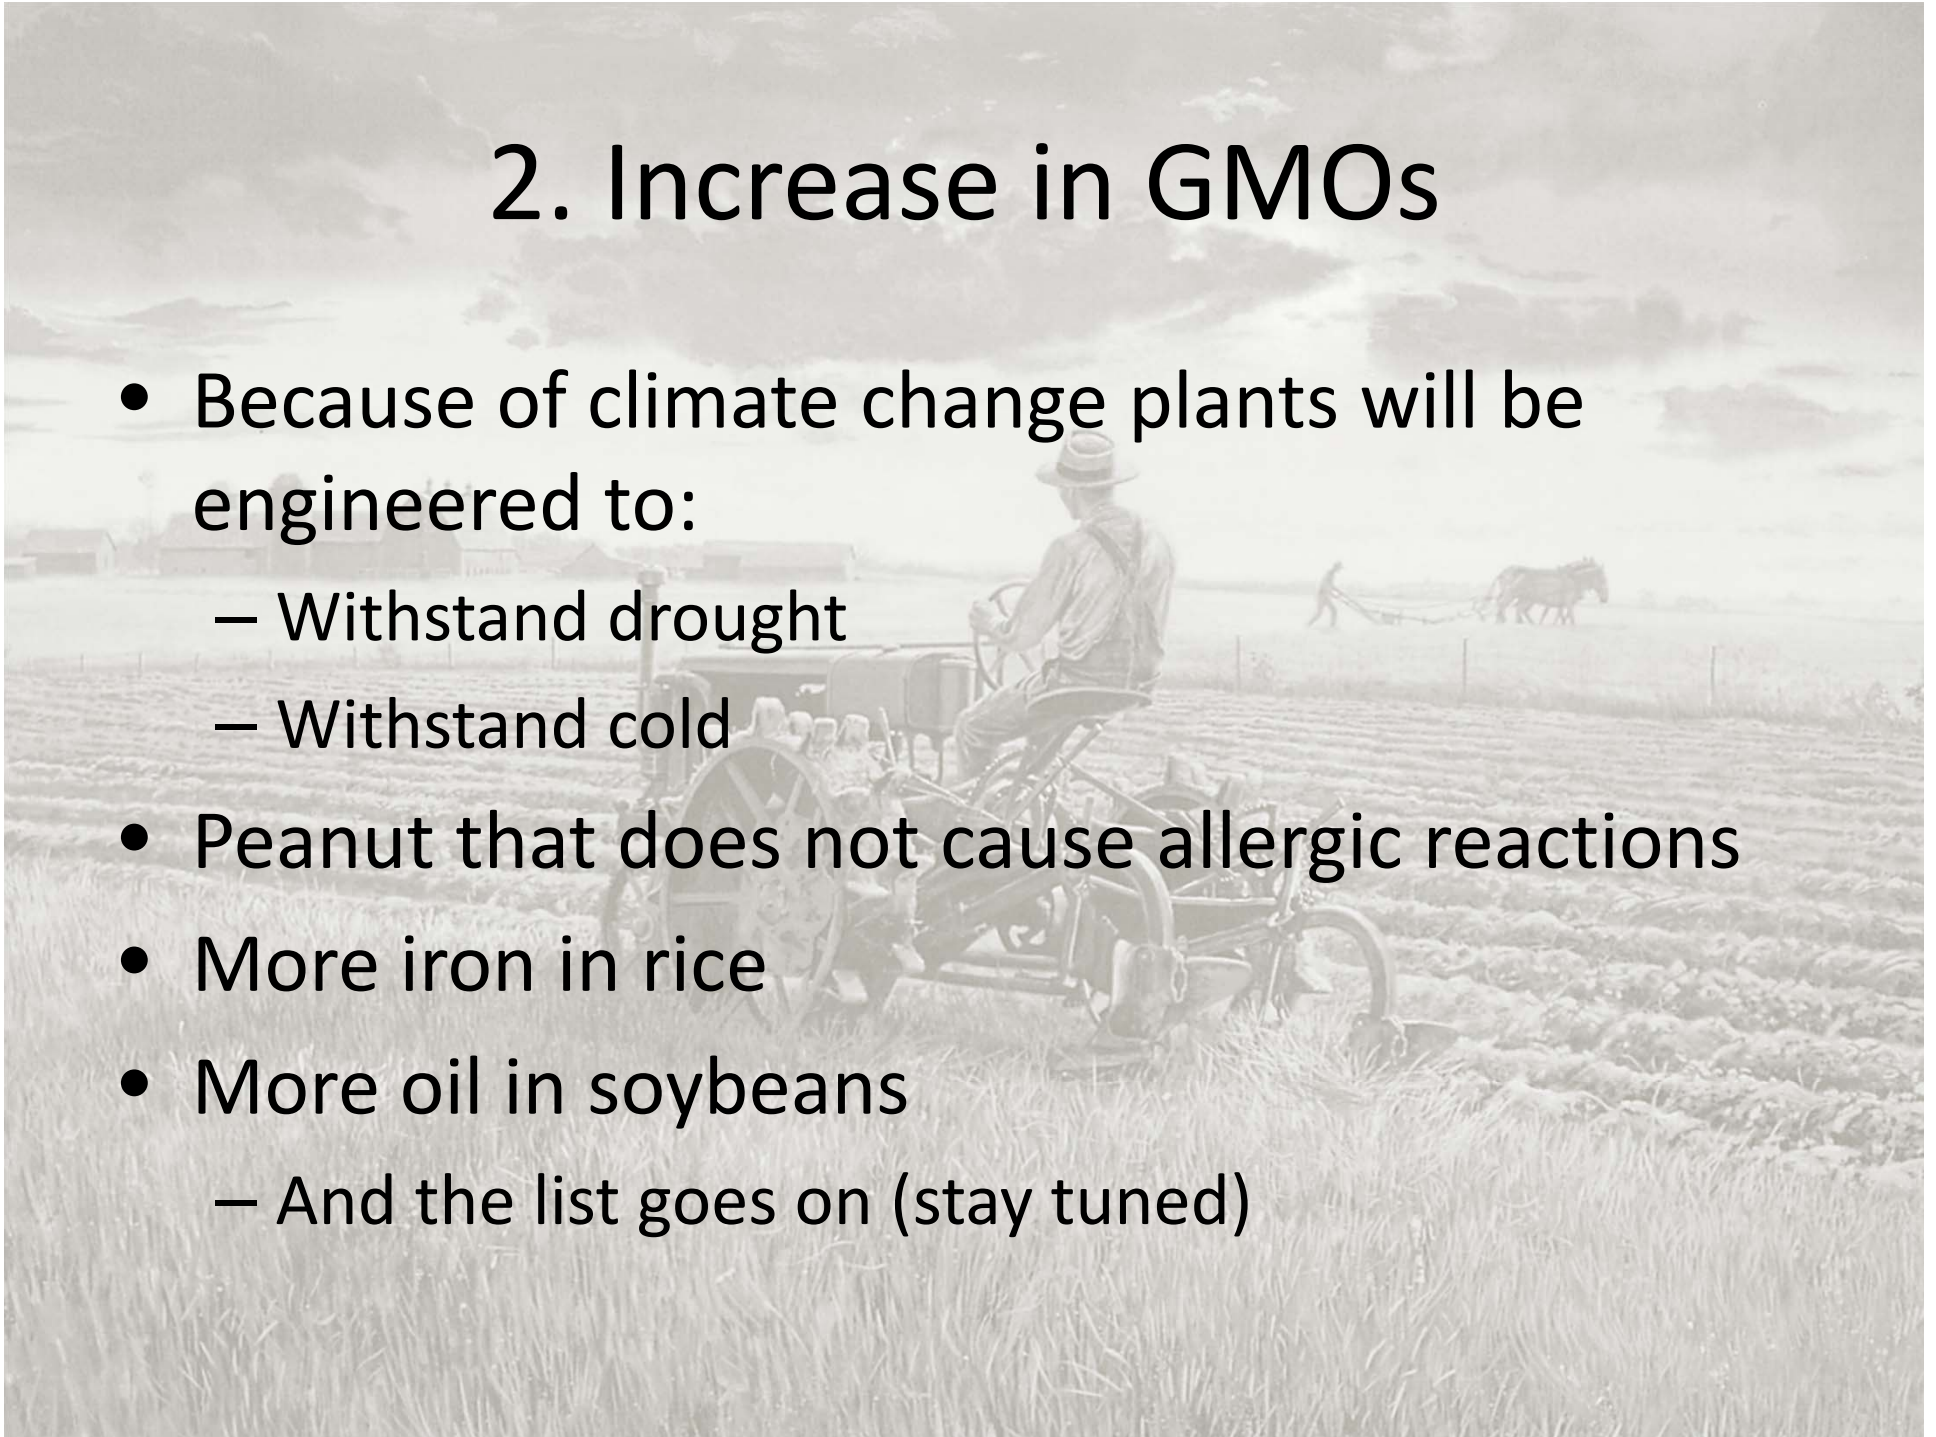 2. Increase in GMOs
• Because of climate change plants will be
engineered to:
– Withstand drought
– Withstand cold
• Peanut that does not cause allergic reactions
• More iron in rice
• More oil in soybeans
– And the list goes on (stay tuned)